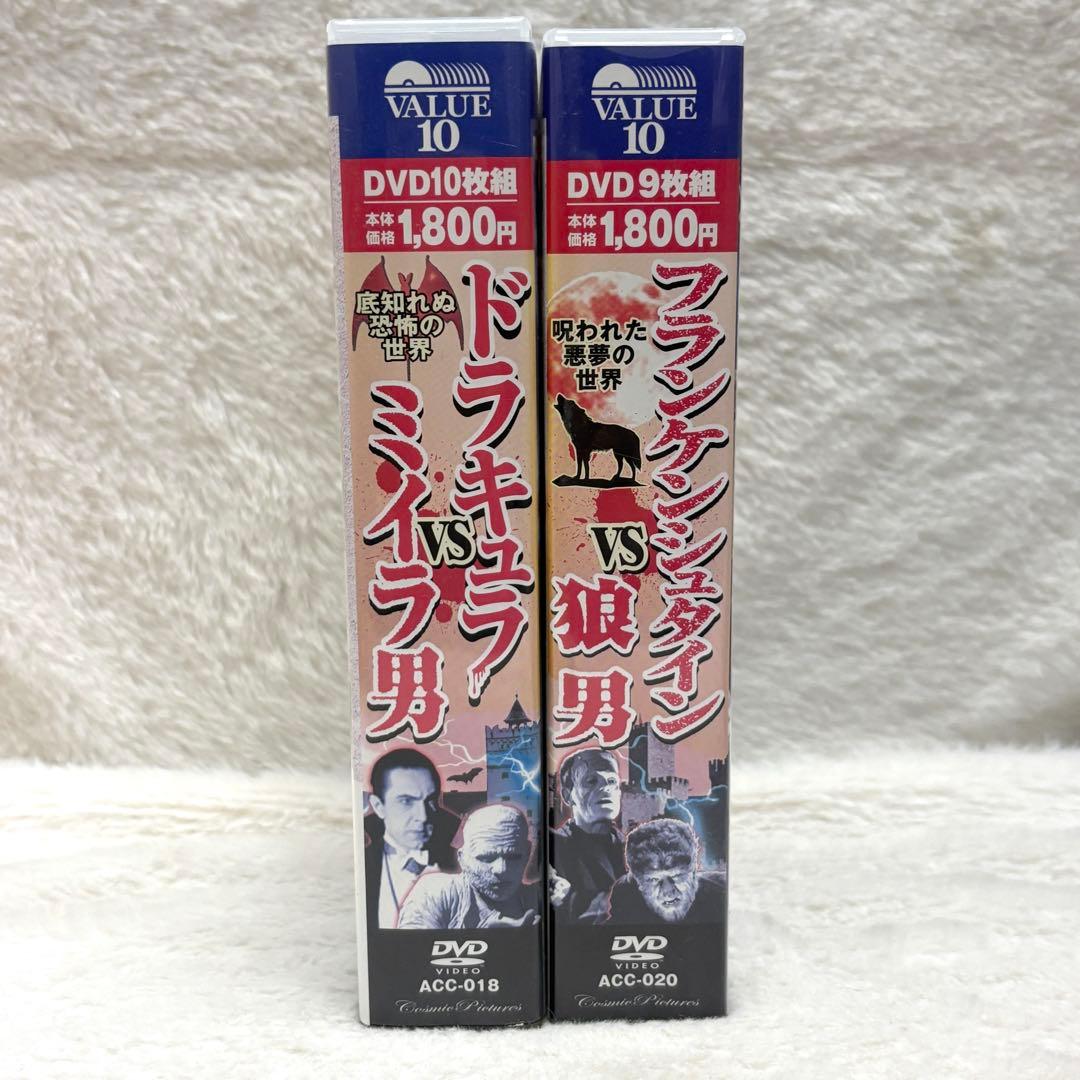 VALUE
10
DVD10枚組
本体
価格 1,800円
ドラキュラ
底知れぬ
恐怖の
世界
VS
ミイラ男
DVD
VIDEO
ACC-018
Cosmic Pictures
VALUE
10
DVD 9枚組
本体
価格 1,800円
フランケンシュタイン
呪われた
悪夢の
世界
VS
狼男
DVD
VIDEO
ACC-020
Cosmic Pictures